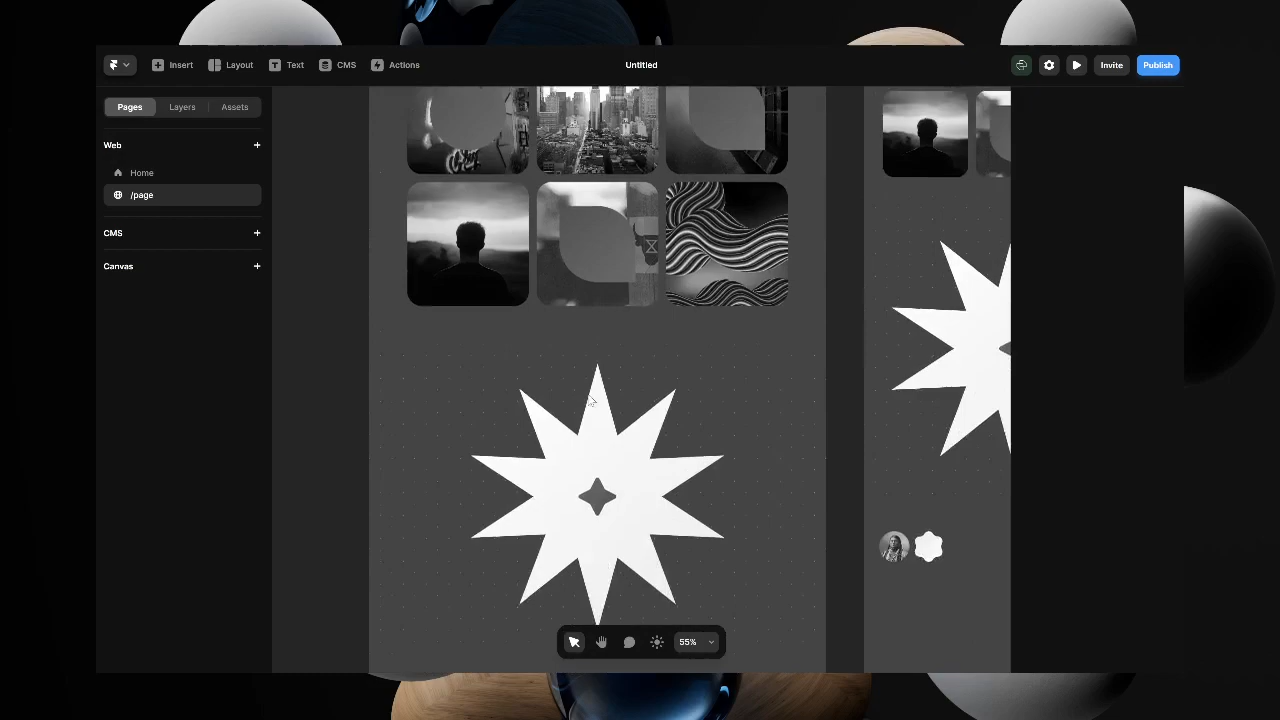 Insert
Layout
Text
CMS
Actions
Untitled
Invite
Publish
Pages
Layers
Assets
Web
Home
/page
CMS
Canvas
55%